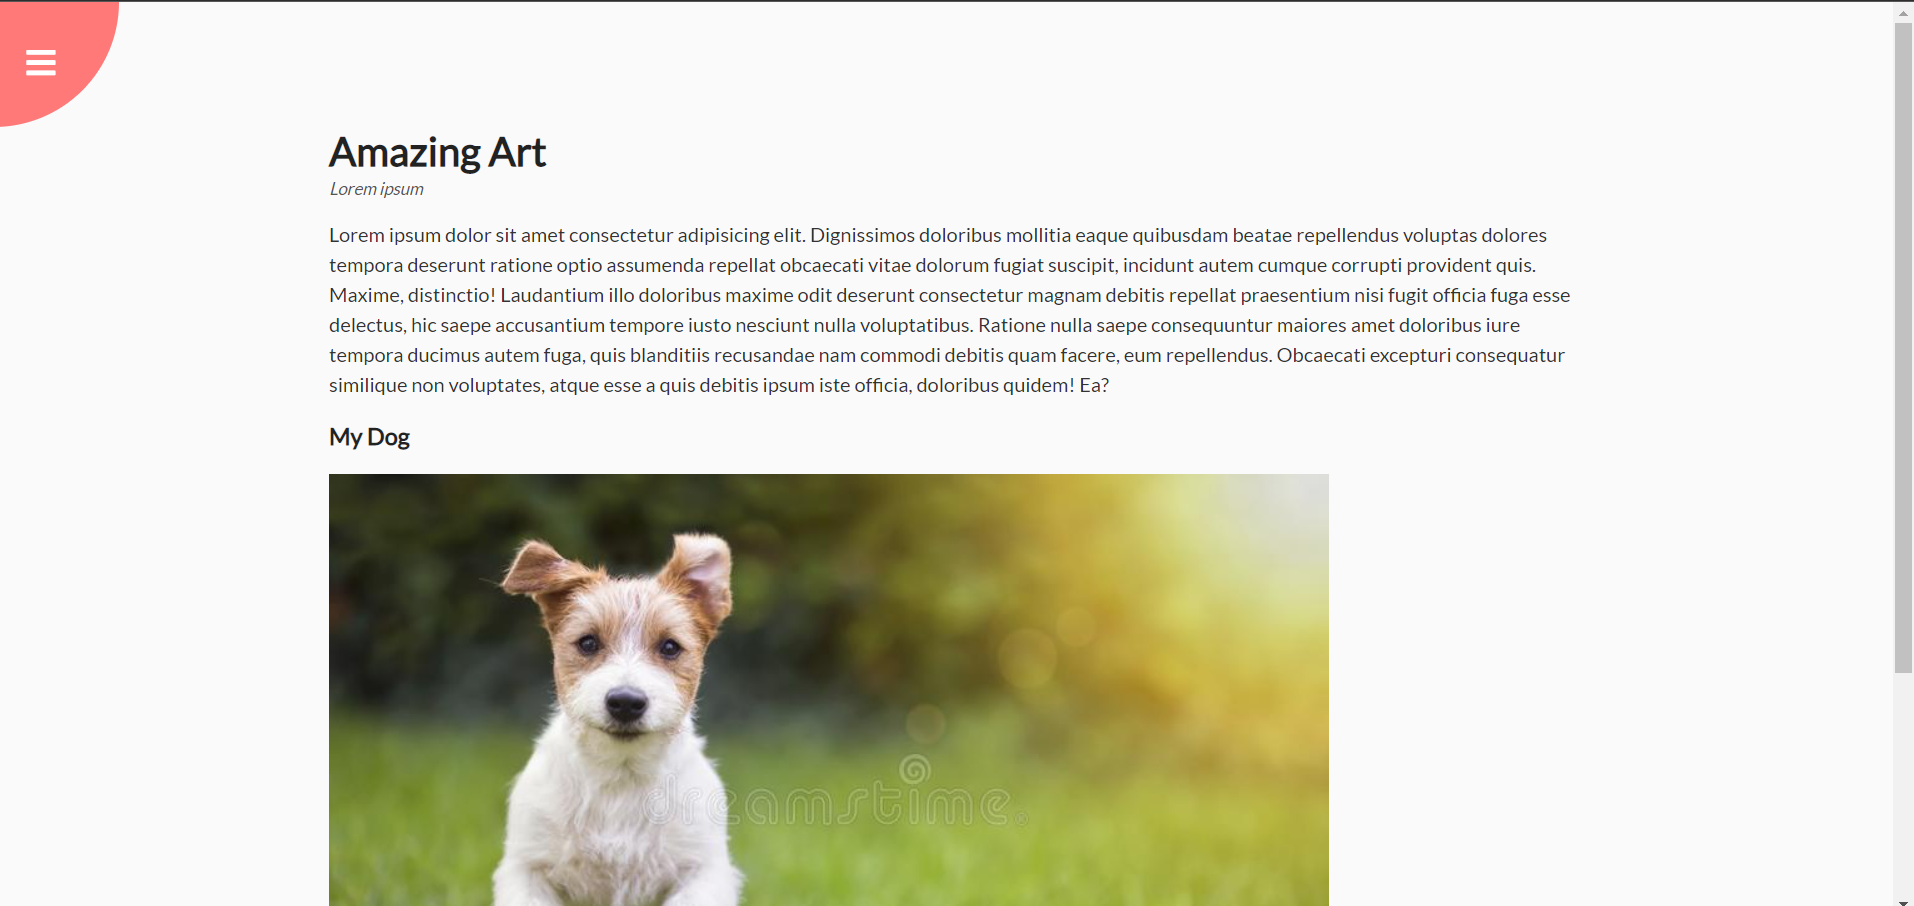 Amazing Art
Lorem ipsum
Lorem ipsum dolor sit amet consectetur adipisicing elit. Dignissimos doloribus mollitia eaque quibusdam beatae repellendus voluptas dolores
tempora deserunt ratione optio assumenda repellat obcaecati vitae dolorum fugiat suscipit, incidunt autem cumque corrupti provident quis.
Maxime, distinctio! Laudantium illo doloribus maxime odit deserunt consectetur magnam debitis repellat praesentium nisi fugit officia fuga esse
delectus, hic saepe accusantium tempore iusto nesciunt nulla voluptatibus. Ratione nulla saepe consequuntur maiores amet doloribus iure
tempora ducimus autem fuga, quis blanditiis recusandae nam commodi debitis quam facere, eum repellendus. Obcaecati excepturi consequatur
similique non voluptates, atque esse a quis debitis ipsum iste officia, doloribus quidem! Ea?
My Dog
dreamstime®